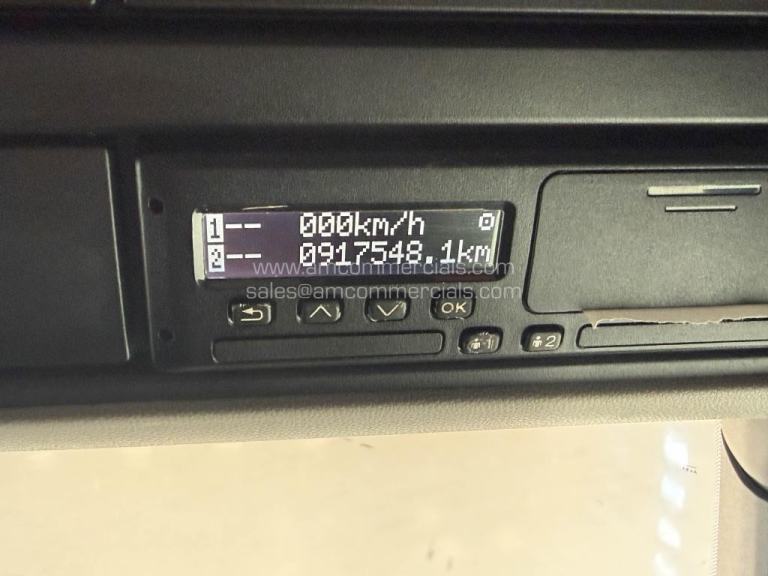 1-- 000km/h
2-- 0917548.1km
www.amcommercials.com
sales@amcommercials.com
OK
1
2